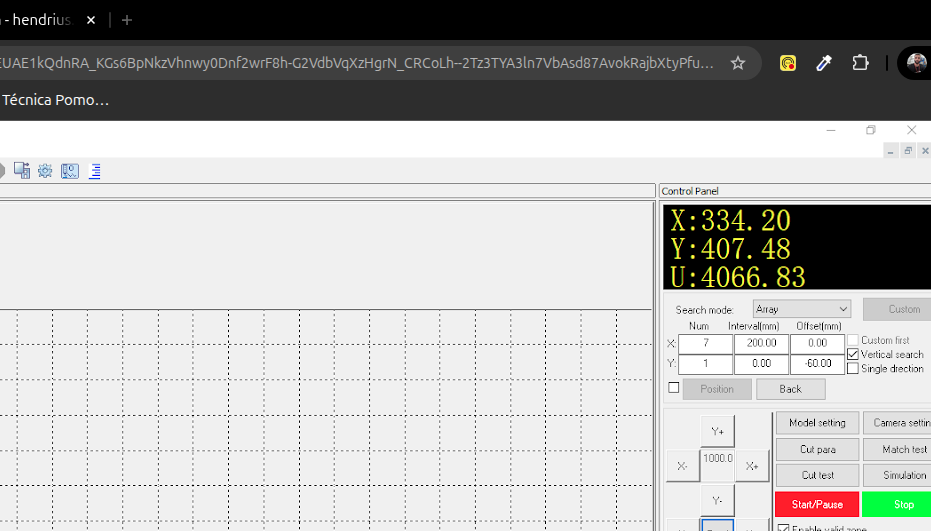 - hendrius
EUAE1kQdnRA_KGs6BpNkzVhnwy0Dnf2wrF8h-G2VdbVqXzHgrN_CRCoLh--2Tz3TYA3ln7VbAsd87AvokRajbXtyPfu...
Técnica Pomo...
Control Panel
X:334.20
Y:407.48
U:4066.83
Search mode: Array Custom
Num Interval(mm) Offset(mm)
X: 7 200.00 0.00 Custom first
Vertical search
Y: 1 0.00 -60.00 Single direction
Position Back
Y+ Model setting Camera settin
X- 1000.0 X+ Cut para Match test
Cut test Simulation
Y- Start/Pause Stop
Enable valid zone